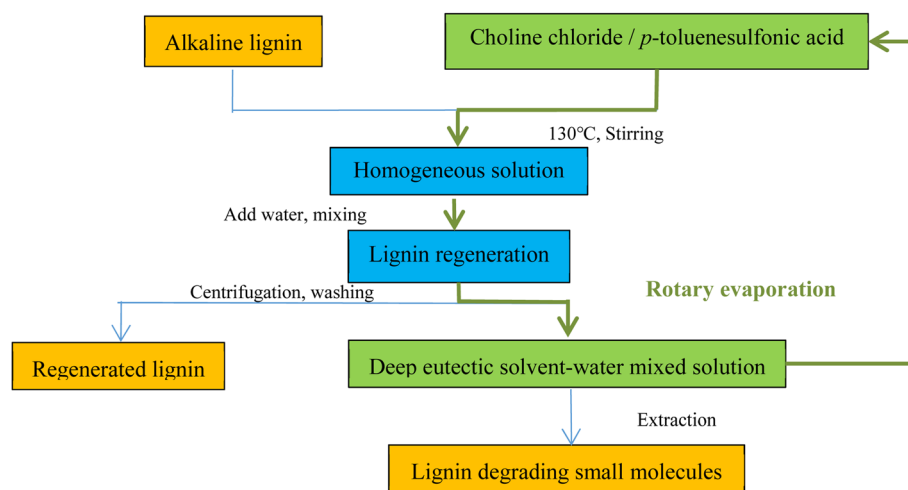 Alkaline lignin
Choline chloride / p-toluenesulfonic acid
130℃, Stirring
Homogeneous solution
Add water, mixing
Lignin regeneration
Centrifugation, washing
Rotary evaporation
Regenerated lignin
Deep eutectic solvent-water mixed solution
Extraction
Lignin degrading small molecules